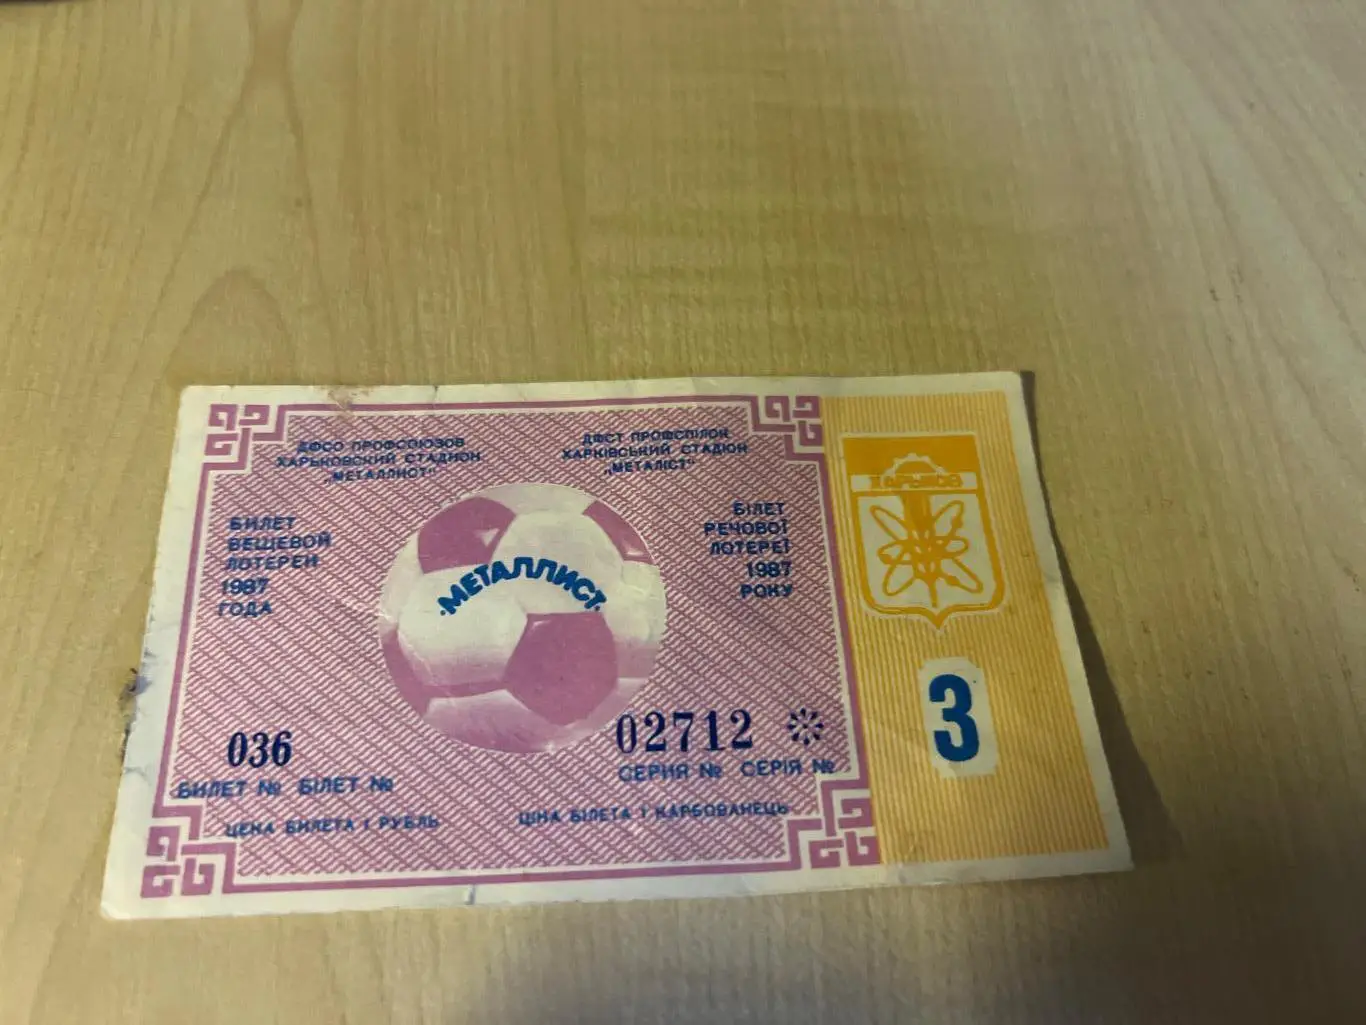 ДФСО ПРОФСОЮЗОВ
ХАРЬКОВСКИЙ СТАДИОН
„МЕТАЛЛИСТ"
ДФСТ ПРОФСПІЛОК
ХАРКІВСЬКИЙ СТАДІОН
„МЕТАЛІСТ"
БИЛЕТ
ВЕЩЕВОЙ
ЛОТЕРЕИ
1987
ГОДА
·МЕТАЛЛИСТ·
БІЛЕТ
РЕЧОВОЇ
ЛОТЕРЕЇ
1987
РОКУ
036
БИЛЕТ № БІЛЕТ №
02712
СЕРИЯ № СЕРІЯ №
ЦЕНА БИЛЕТА 1 РУБЛЬ
ЦІНА БІЛЕТА 1 КАРБОВАНЕЦЬ
ХАРЬКОВ
3